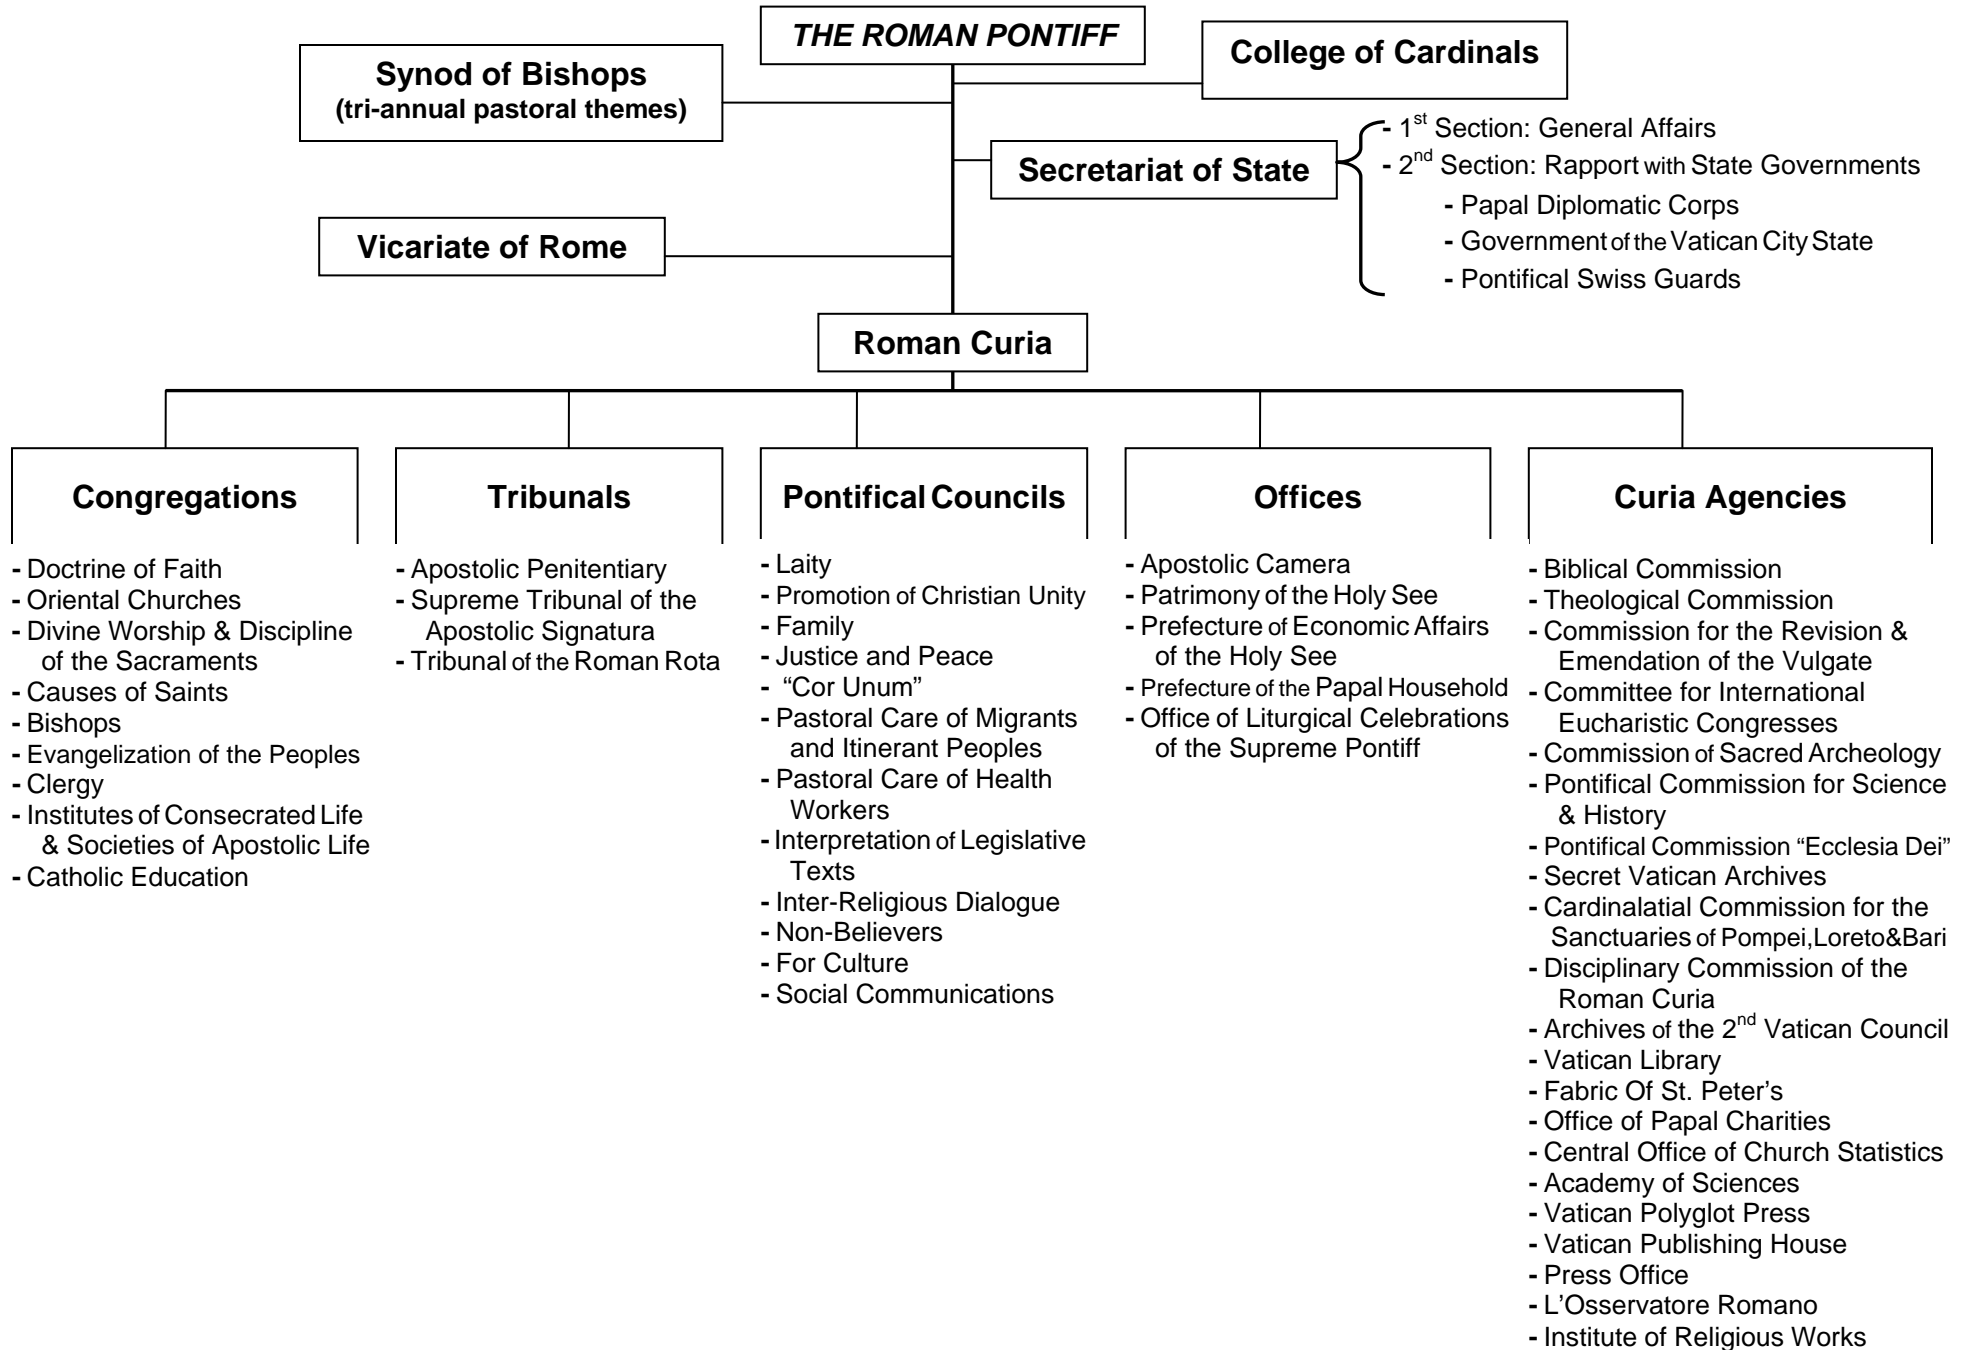 THE ROMAN PONTIFF
Synod of Bishops
(tri-annual pastoral themes)
College of Cardinals
Secretariat of State
- 1st Section: General Affairs
- 2nd Section: Rapport with State Governments
- Papal Diplomatic Corps
- Government of the Vatican City State
- Pontifical Swiss Guards
Vicariate of Rome
Roman Curia
Congregations
- Doctrine of Faith
- Oriental Churches
- Divine Worship & Discipline
of the Sacraments
- Causes of Saints
- Bishops
- Evangelization of the Peoples
- Clergy
- Institutes of Consecrated Life
& Societies of Apostolic Life
- Catholic Education
Tribunals
- Apostolic Penitentiary
- Supreme Tribunal of the
Apostolic Signatura
- Tribunal of the Roman Rota
Pontifical Councils
- Laity
- Promotion of Christian Unity
- Family
- Justice and Peace
- "Cor Unum"
- Pastoral Care of Migrants
and Itinerant Peoples
- Pastoral Care of Health
Workers
- Interpretation of Legislative
Texts
- Inter-Religious Dialogue
- Non-Believers
- For Culture
- Social Communications
Offices
- Apostolic Camera
- Patrimony of the Holy See
- Prefecture of Economic Affairs
of the Holy See
- Prefecture of the Papal Household
- Office of Liturgical Celebrations
of the Supreme Pontiff
Curia Agencies
- Biblical Commission
- Theological Commission
- Commission for the Revision &
Emendation of the Vulgate
- Committee for International
Eucharistic Congresses
- Commission of Sacred Archeology
- Pontifical Commission for Science
& History
- Pontifical Commission "Ecclesia Dei"
- Secret Vatican Archives
- Cardinalatial Commission for the
Sanctuaries of Pompei,Loreto&Bari
- Disciplinary Commission of the
Roman Curia
- Archives of the 2nd Vatican Council
- Vatican Library
- Fabric Of St. Peter's
- Office of Papal Charities
- Central Office of Church Statistics
- Academy of Sciences
- Vatican Polyglot Press
- Vatican Publishing House
- Press Office
- L'Osservatore Romano
- Institute of Religious Works